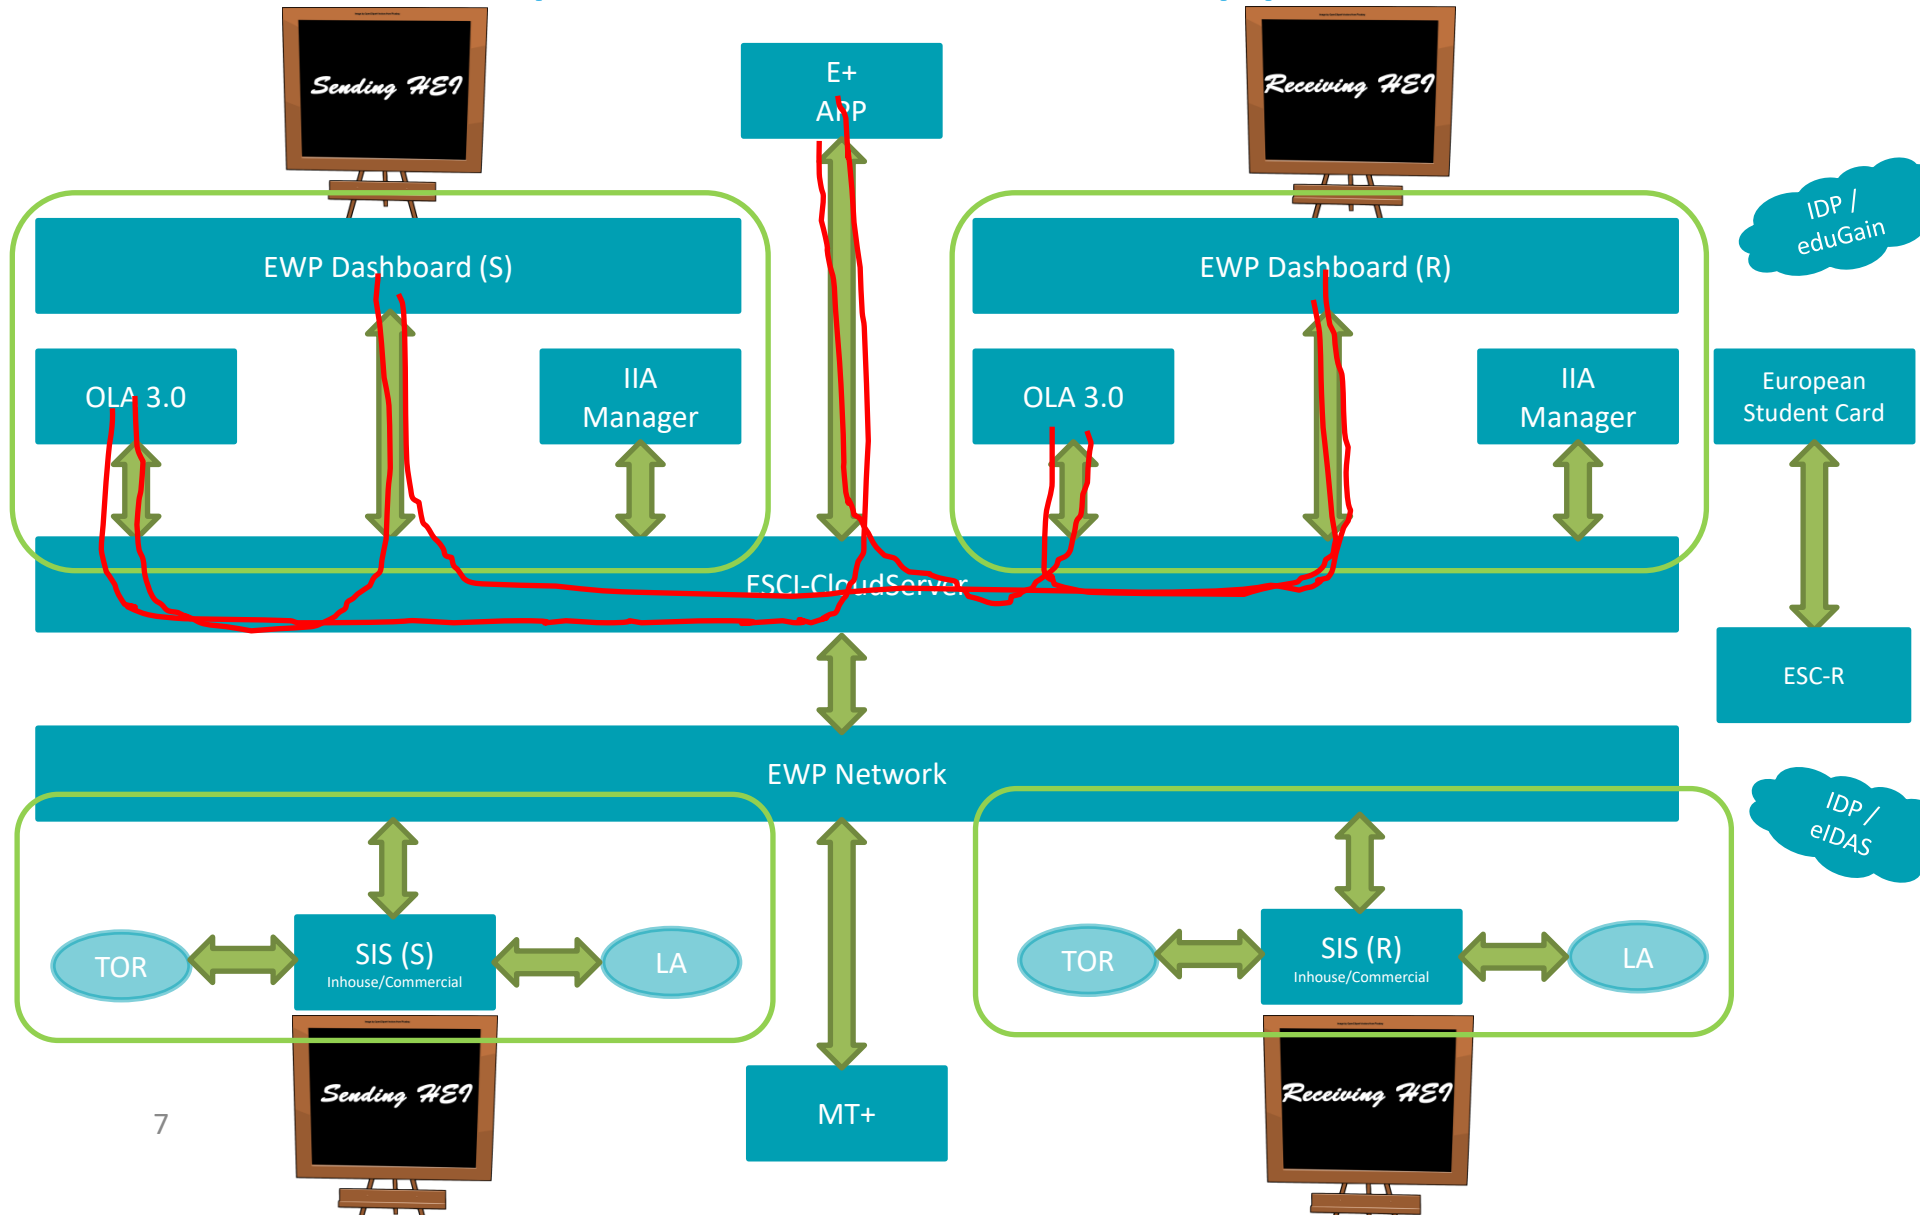 Sending HEI
E+
APP
Receiving HEI
IDP /
eduGain
EWP Dashboard (S)
EWP Dashboard (R)
OLA 3.0
IIA
Manager
OLA 3.0
IIA
Manager
European
Student Card
ESCI-CloudServer
ESC-R
EWP Network
IDP /
eIDAS
TOR
SIS (S)
Inhouse/Commercial
LA
TOR
SIS (R)
Inhouse/Commercial
LA
Sending HEI
MT+
Receiving HEI
7